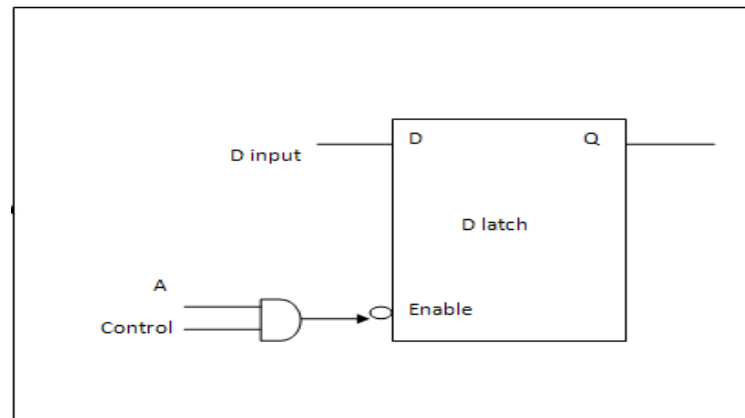 D
Q
D input
D latch
A
Enable
Control